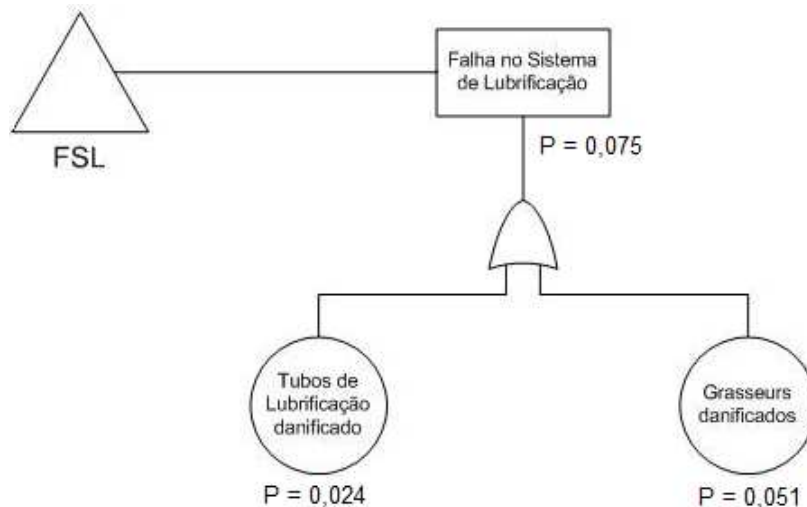 Falha no Sistema
de Lubrificação
FSL
P = 0,075
Tubos de
Lubrificação
danificado
Grasseurs
danificados
P = 0,024
P = 0,051